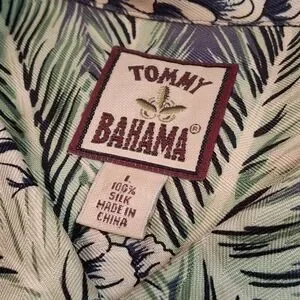 TOMMY
BAHAMA®
L
100%
SILK
MADE IN
CHINA